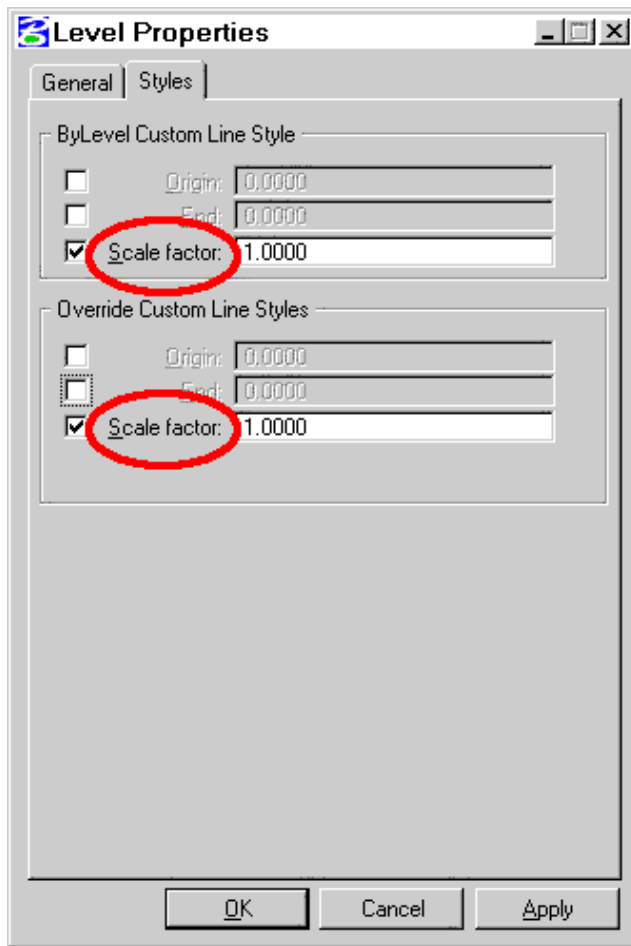 Level Properties
General Styles
ByLevel Custom Line Style
Origin: 0.0000
End: 0.0000
Scale factor: 1.0000
Override Custom Line Styles
Origin: 0.0000
End: 0.0000
Scale factor: 1.0000
OK Cancel Apply